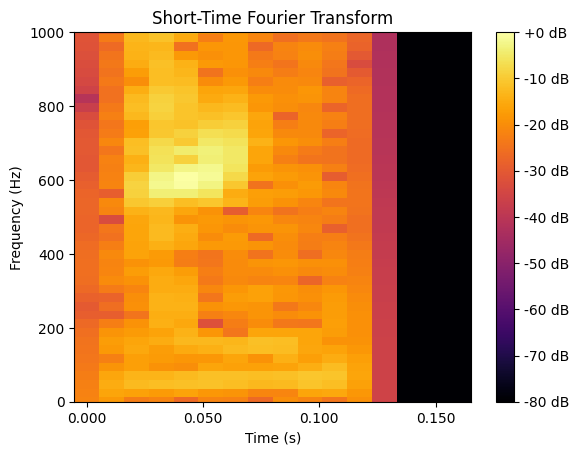 Short-Time Fourier Transform
1000
800
600
400
200
0
Frequency (Hz)
0.000
0.050
0.100
0.150
Time (s)
+0 dB
-10 dB
-20 dB
-30 dB
-40 dB
-50 dB
-60 dB
-70 dB
-80 dB